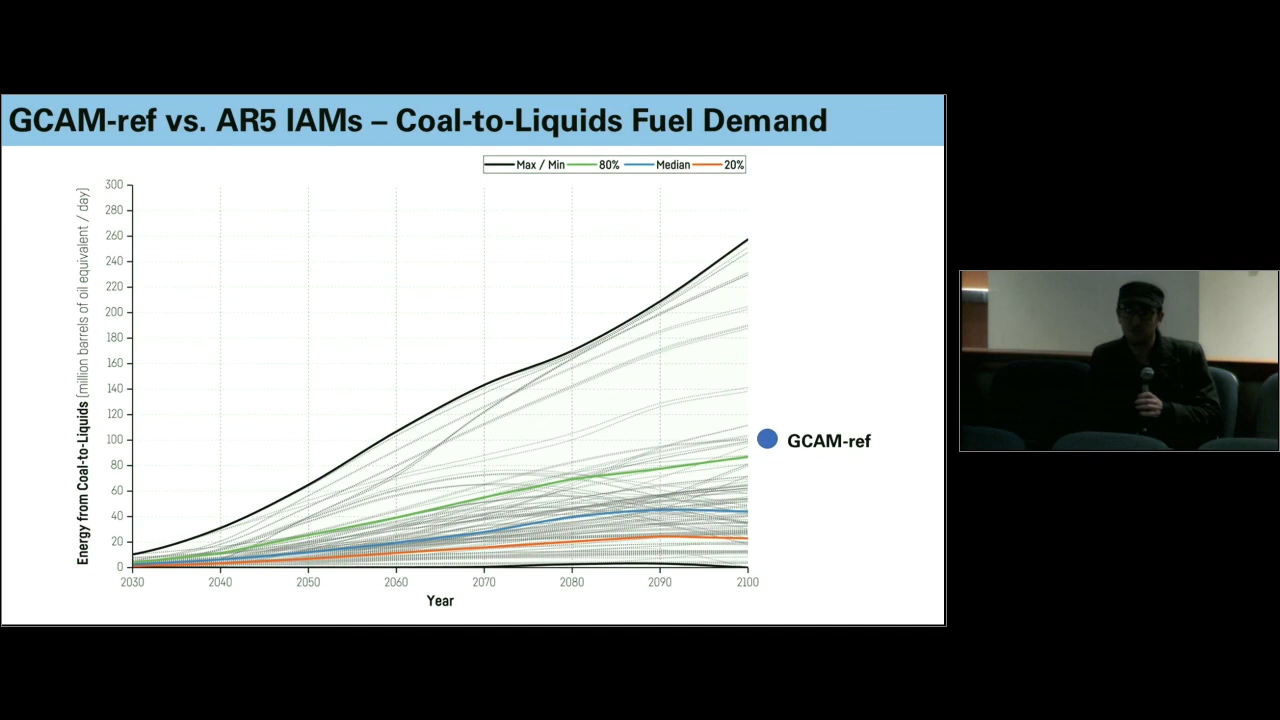 GCAM-ref vs. AR5 IAMs – Coal-to-Liquids Fuel Demand
Max / Min 80% Median 20%
Energy from Coal-to-Liquids (million barrels of oil equivalent / day)
300
280
260
240
220
200
180
160
140
120
100
80
60
40
20
0
GCAM-ref
2030 2040 2050 2060 2070 2080 2090 2100
Year